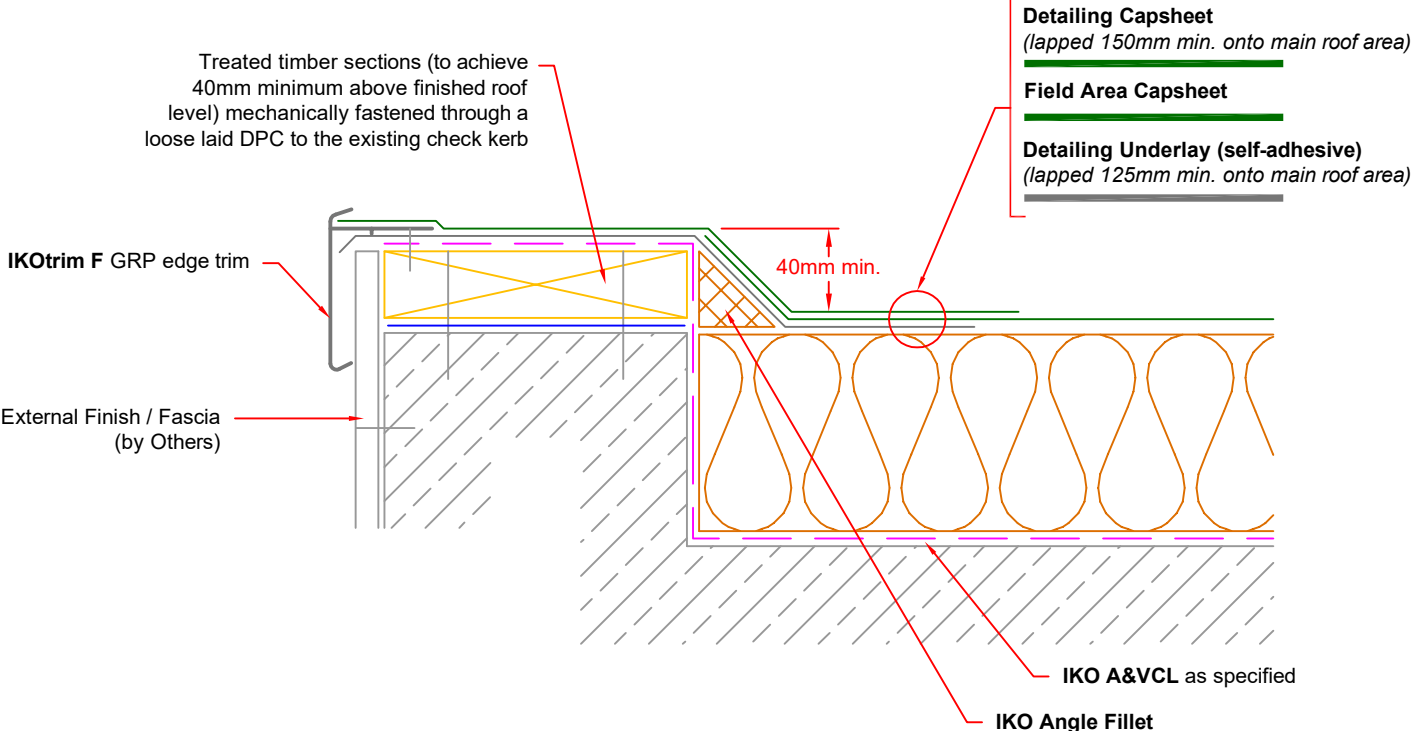 Treated timber sections (to achieve
40mm minimum above finished roof
level) mechanically fastened through a
loose laid DPC to the existing check kerb
Detailing Capsheet
(lapped 150mm min. onto main roof area)
Field Area Capsheet
Detailing Underlay (self-adhesive)
(lapped 125mm min. onto main roof area)
IKOtrim F GRP edge trim
40mm min.
External Finish / Fascia
(by Others)
IKO A&VCL as specified
IKO Angle Fillet